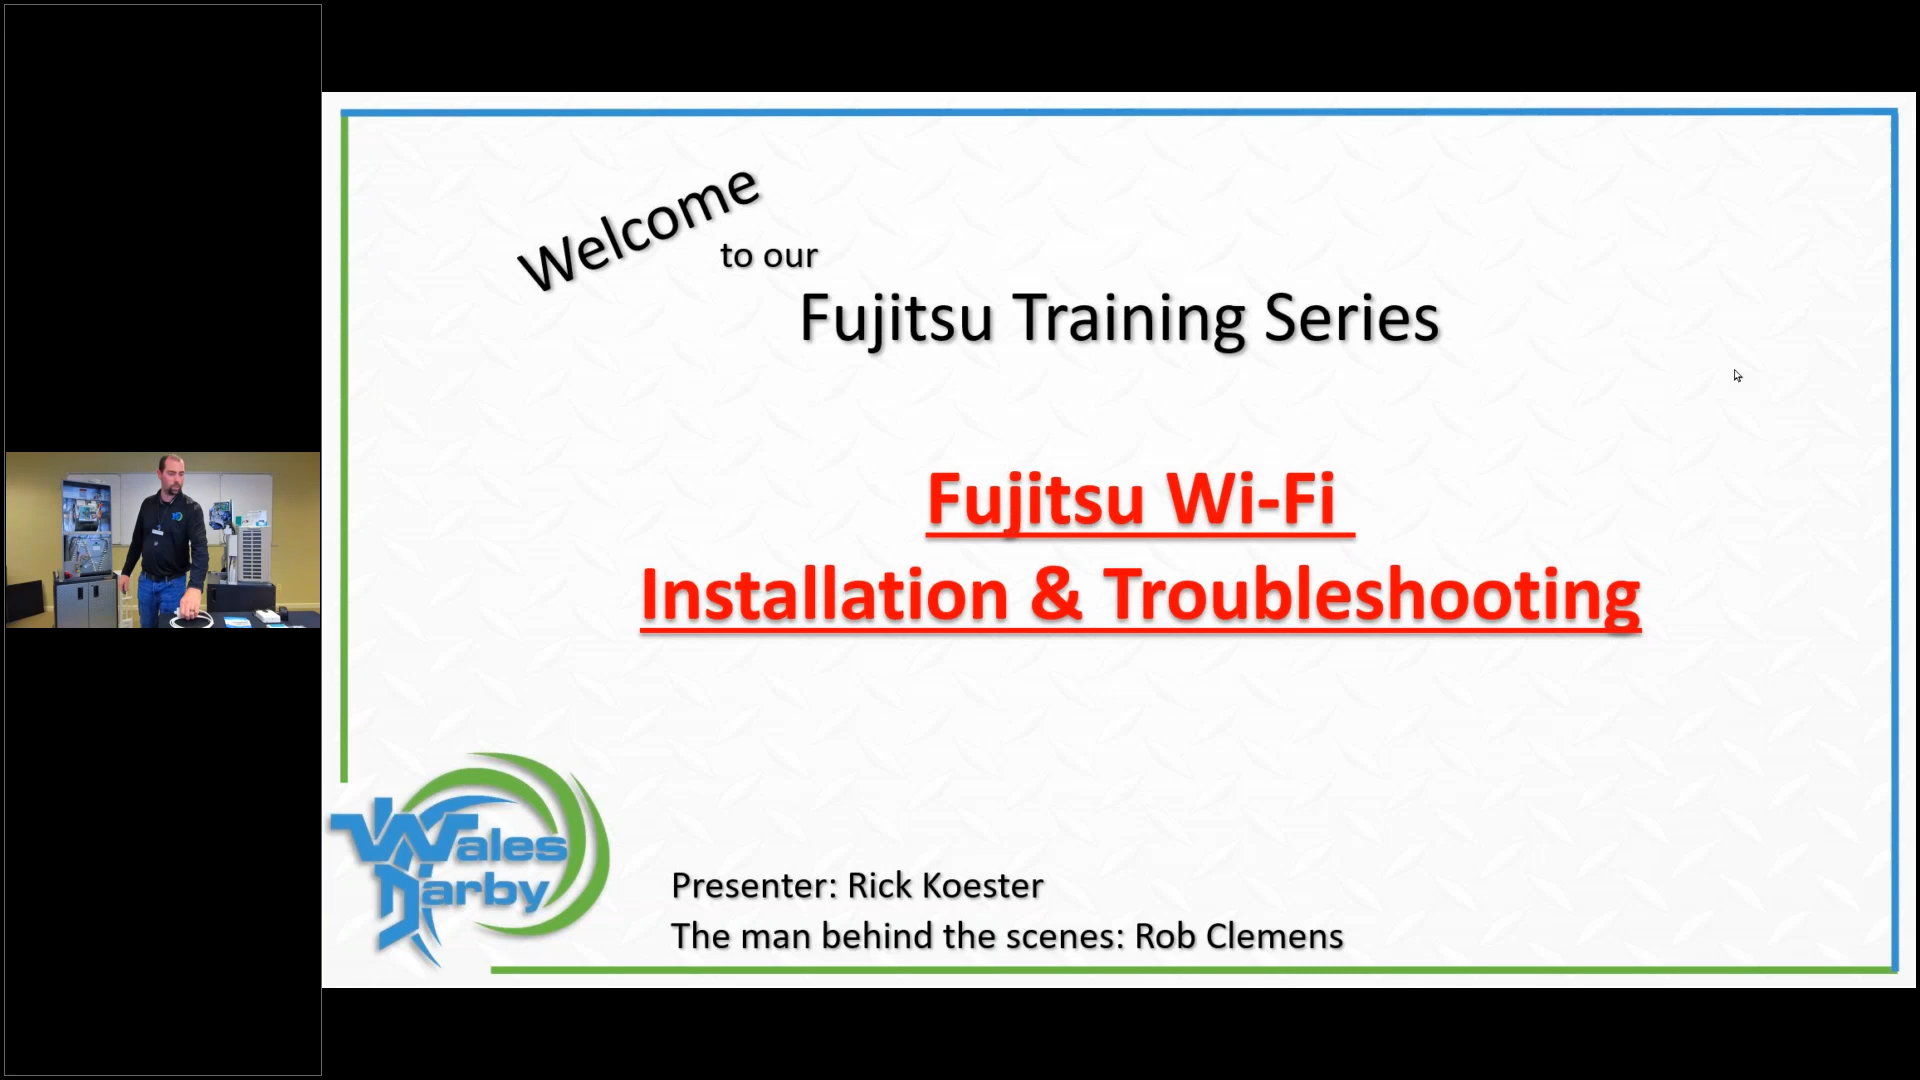 Welcome
to our
Fujitsu Training Series
Fujitsu Wi-Fi
Installation & Troubleshooting
Wales
Darby
Presenter: Rick Koester
The man behind the scenes: Rob Clemens